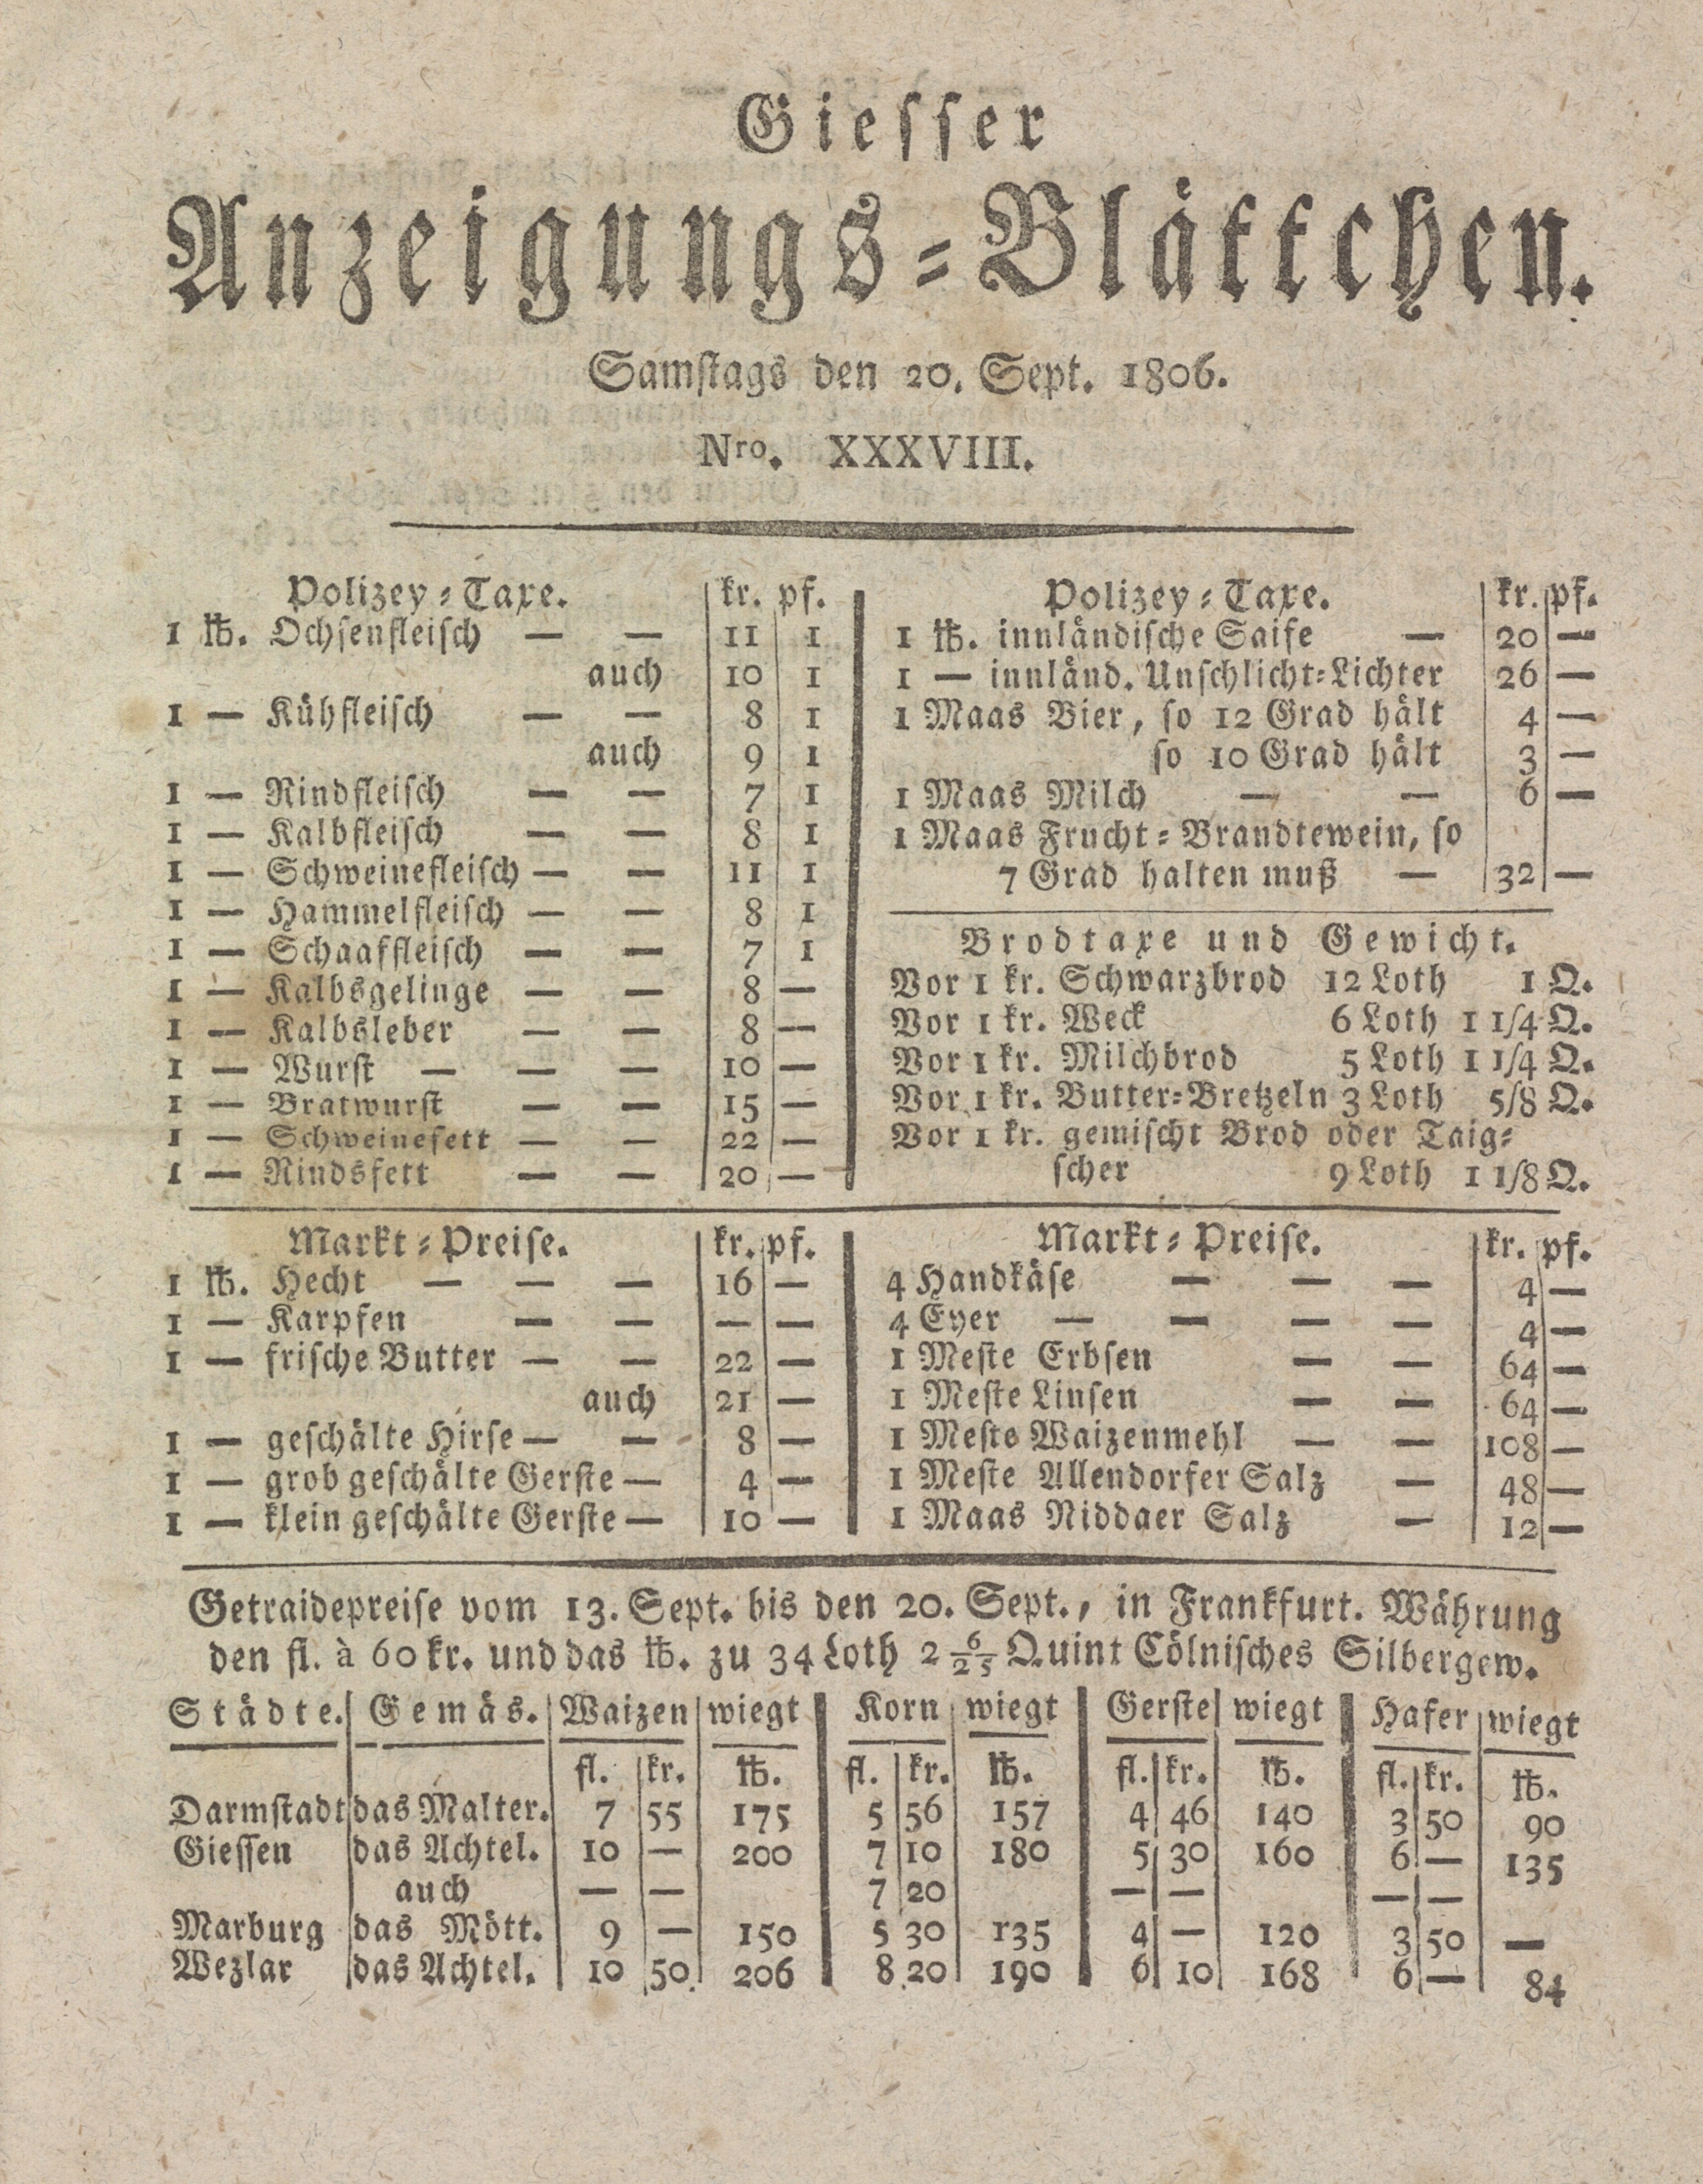 Giesser
Anzeigungs-Blättchen.
Samstags den 20. Sept. 1806.
Nro. XXXVIII.
Polizey-Taxe. kr. pf.
1 ℔. Ochsenfleisch — — 11 1
auch 10 1
1 — Kühfleisch — — 8 1
auch 9 1
1 — Rindfleisch — — 7 1
1 — Kalbfleisch — — 8 1
1 — Schweinefleisch — — 11 1
1 — Hammelfleisch — — 8 1
1 — Schaaffleisch — — 7 1
1 — Kalbsgelinge — — 8 —
1 — Kalbsleber — — 8 —
1 — Wurst — — — 10 —
1 — Bratwurst — — 15 —
1 — Schweinefett — — 22 —
1 — Rindsfett — — 20 —
Polizey-Taxe. kr. pf.
1 ℔. innländische Saife — 20 —
1 — innländ. Unschlicht-Lichter 26 —
1 Maas Bier, so 12 Grad hält 4 —
so 10 Grad hält 3 —
1 Maas Milch — — 6 —
1 Maas Frucht-Brandtewein, so
7 Grad halten muß — 32 —
Brodtaxe und Gewicht.
Vor 1 kr. Schwarzbrod 12 Loth 1 Q.
Vor 1 kr. Weck 6 Loth 1 1/4 Q.
Vor 1 kr. Milchbrod 5 Loth 1 1/4 Q.
Vor 1 kr. Butter-Bretzeln 3 Loth 5/8 Q.
Vor 1 kr. gemischt Brod oder Taig-
scher 9 Loth 1 1/8 Q.
Markt-Preise. kr. pf.
1 ℔. Hecht — — — 16 —
1 — Karpfen — — — —
1 — frische Butter — — 22 —
auch 21 —
1 — geschälte Hirse — — 8 —
1 — grob geschälte Gerste — 4 —
1 — klein geschälte Gerste — 10 —
Markt-Preise. kr. pf.
4 Handkäse — — — 4 —
4 Eyer — — — — 4 —
1 Meste Erbsen — — 64 —
1 Meste Linsen — — 64 —
1 Meste Waizenmehl — — 108 —
1 Meste Allendorfer Salz — 48 —
1 Maas Niddaer Salz — 12 —
Getraidepreise vom 13. Sept. bis den 20. Sept., in Frankfurt. Währung
den fl. à 60 kr. und das ℔. zu 34 Loth 2 6/25 Quint Cölnisches Silbergew.
Städte. Gemäs. Waizen wiegt Korn wiegt Gerste wiegt Hafer wiegt
fl. kr. ℔. fl. kr. ℔. fl. kr. ℔. fl. kr. ℔.
Darmstadt das Malter. 7 55 175 5 56 157 4 46 140 3 50 90
Giessen das Achtel. 10 — 200 7 10 180 5 30 160 6 — 135
auch — — 7 20 — — — —
Marburg das Mött. 9 — 150 5 30 135 4 — 120 3 50 —
Wezlar das Achtel. 10 50 206 8 20 190 6 10 168 6 — 84